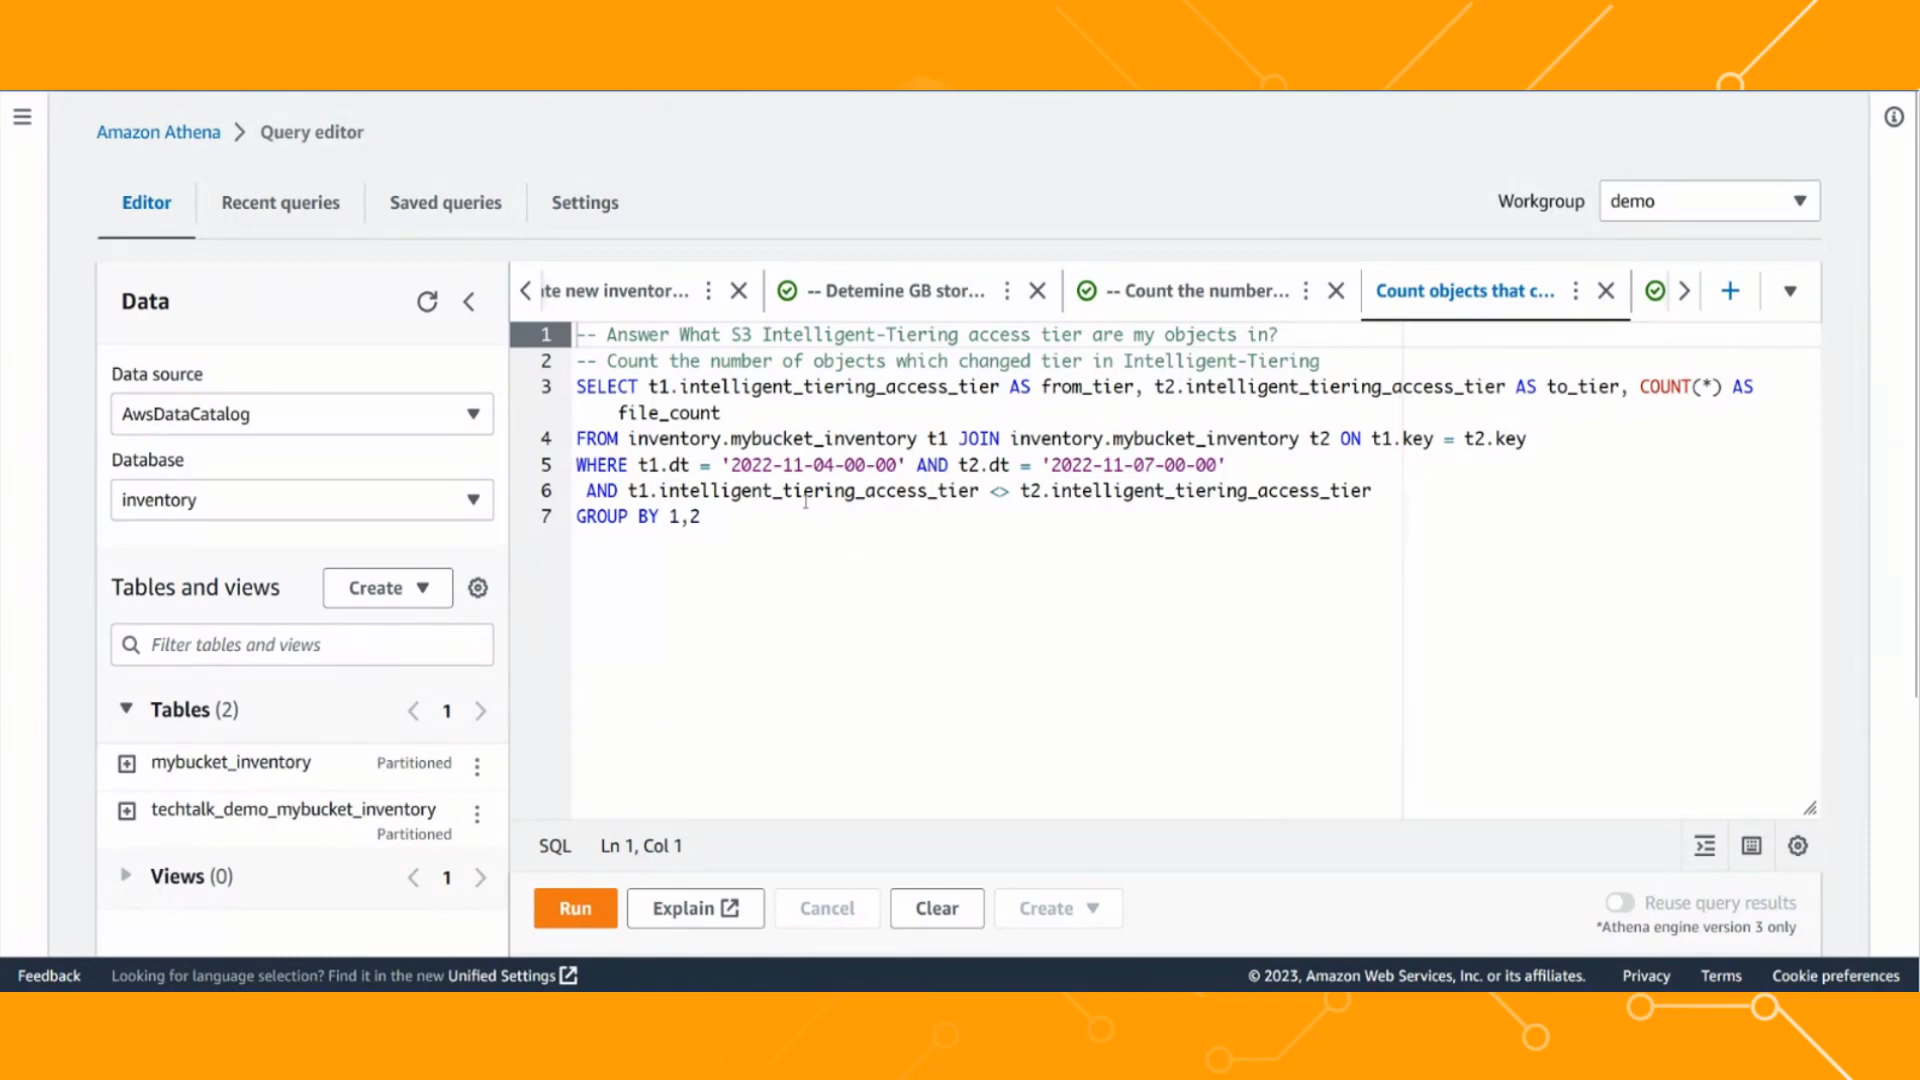 Amazon Athena > Query editor
Editor
Recent queries
Saved queries
Settings
Workgroup
demo
Data
te new inventor...
-- Detemine GB stor...
-- Count the number...
Count objects that c...
Data source
AwsDataCatalog
Database
inventory
Tables and views
Create
Filter tables and views
Tables (2)
1
mybucket_inventory
Partitioned
techtalk_demo_mybucket_inventory
Partitioned
Views (0)
1
1 -- Answer What S3 Intelligent-Tiering access tier are my objects in?
2 -- Count the number of objects which changed tier in Intelligent-Tiering
3 SELECT t1.intelligent_tiering_access_tier AS from_tier, t2.intelligent_tiering_access_tier AS to_tier, COUNT(*) AS
file_count
4 FROM inventory.mybucket_inventory t1 JOIN inventory.mybucket_inventory t2 ON t1.key = t2.key
5 WHERE t1.dt = '2022-11-04-00-00' AND t2.dt = '2022-11-07-00-00'
6 AND t1.intelligent_tiering_access_tier <> t2.intelligent_tiering_access_tier
7 GROUP BY 1,2
SQL
Ln 1, Col 1
Run
Explain
Cancel
Clear
Create
Reuse query results
*Athena engine version 3 only
Feedback
Looking for language selection? Find it in the new Unified Settings
© 2023, Amazon Web Services, Inc. or its affiliates.
Privacy
Terms
Cookie preferences